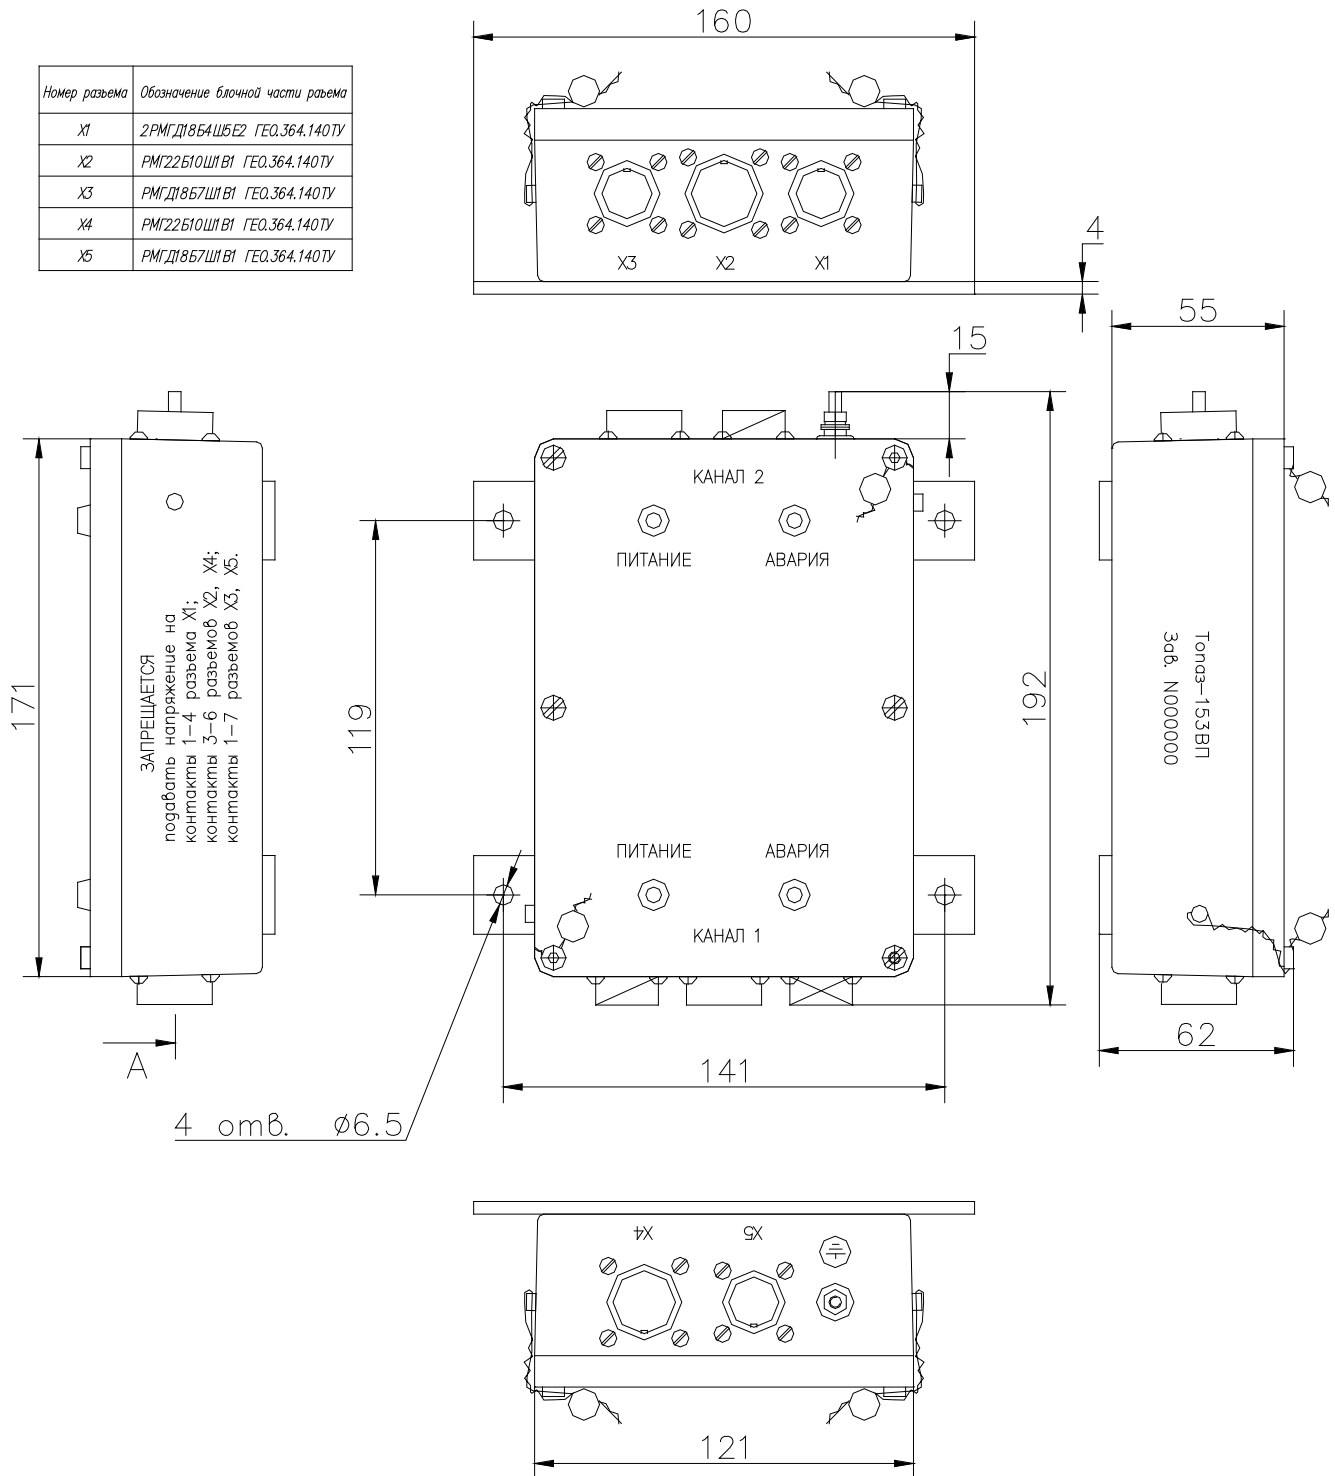 160
Номер разъема Обозначение блочной части раъема
X1 2РМГД18Б4Ш5Е2 ГЕО.364.140ТУ
X2 РМГ22Б10Ш1В1 ГЕО.364.140ТУ
X3 РМГД18Б7Ш1В1 ГЕО.364.140ТУ
X4 РМГ22Б10Ш1В1 ГЕО.364.140ТУ
X5 РМГД18Б7Ш1В1 ГЕО.364.140ТУ
X3 X2 X1
4
55
15
КАНАЛ 2
ПИТАНИЕ АВАРИЯ
ЗАПРЕЩАЕТСЯ
подавать напряжение на
контакты 1-4 разъема X1;
контакты 3-6 разъемов X2, X4;
контакты 1-7 разъемов X3, X5.
171
119
192
Топаз-153ВП
Зав. N000000
ПИТАНИЕ АВАРИЯ
КАНАЛ 1
А
62
141
4 отв. ø6.5
X4 X5
121